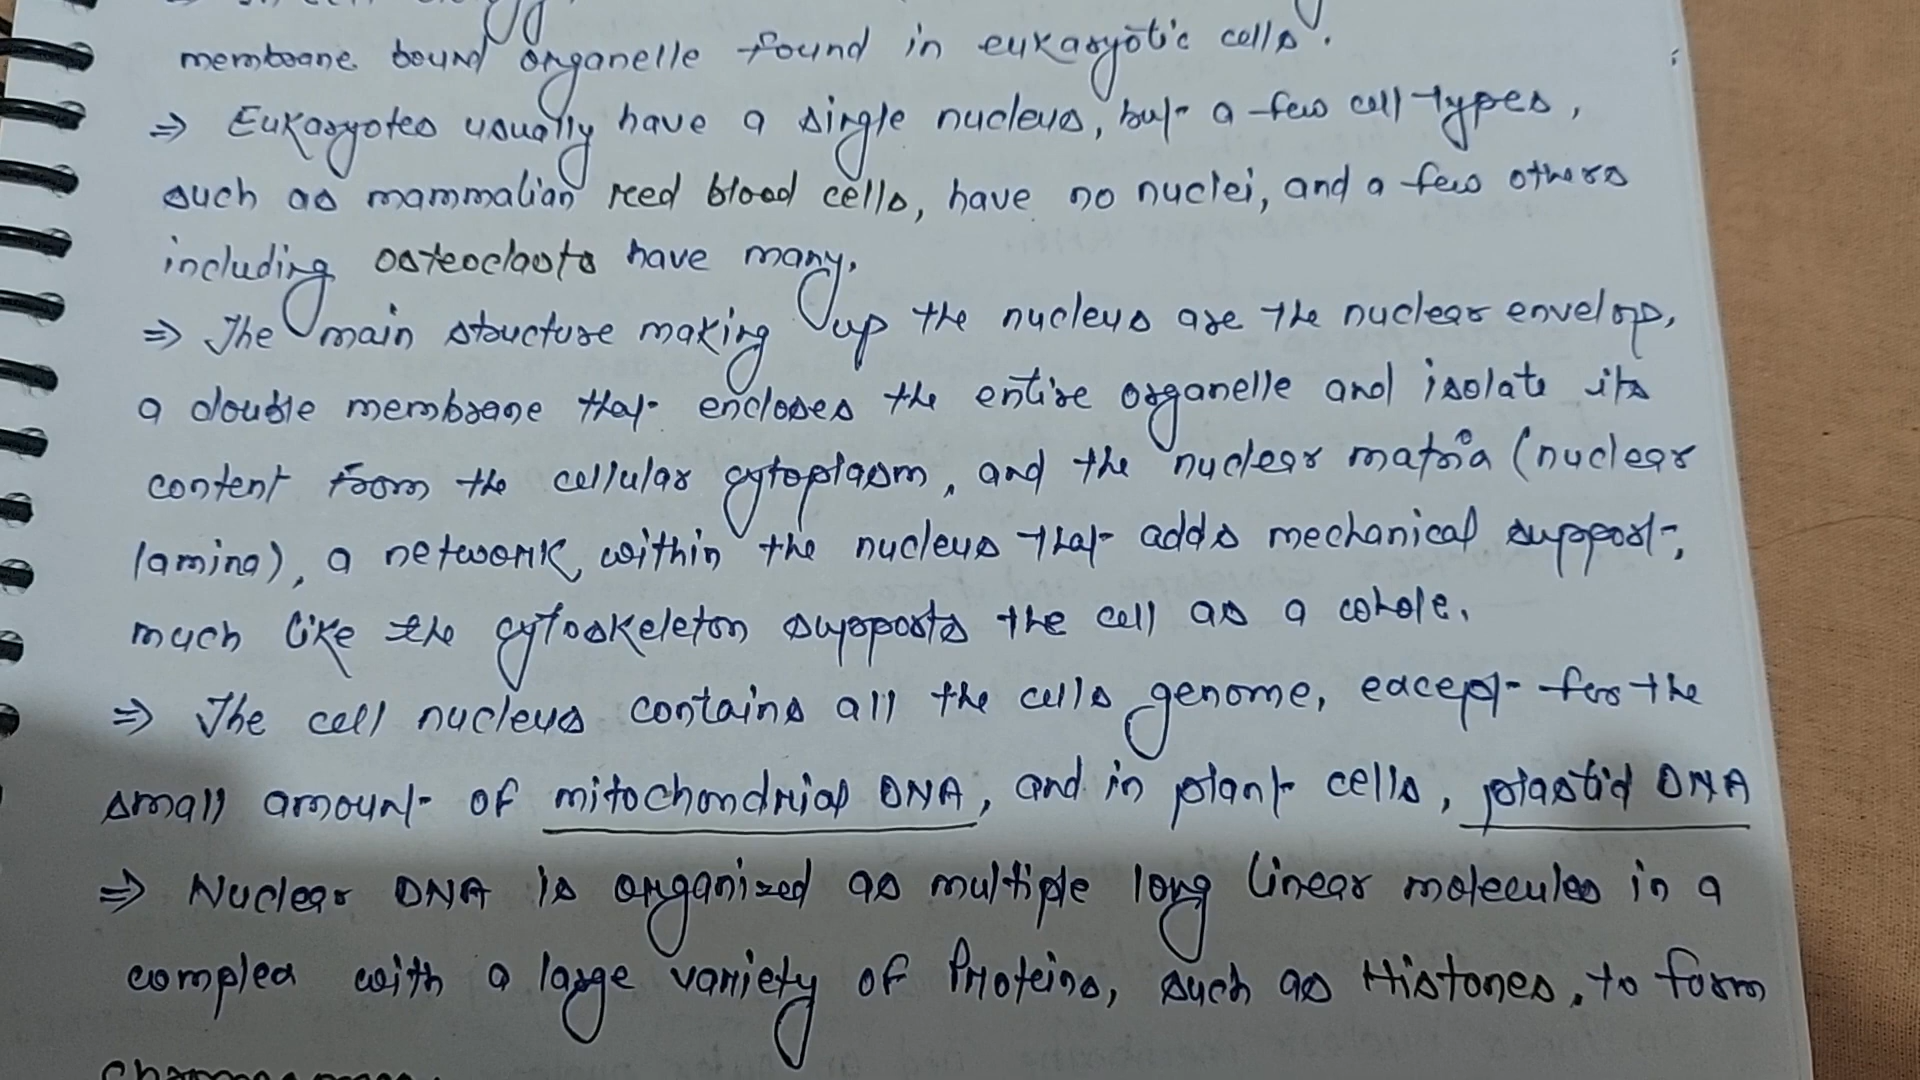 membrane bound organelle found in eukaryotic cells.
⇒ Eukaryotes usually have a single nucleus, but a few cell types,
such as mammalian reed blood cells, have no nuclei, and a few others
including osteoclasts have many.
⇒ The main structure making up the nucleus are the nuclear envelop,
a double membrane that encloses the entire organelle and isolate its
content from the cellular cytoplasm, and the nuclear matrix (nuclear
lamina), a network within the nucleus that adds mechanical support,
much like the cytoskeleton supports the cell as a whole.
⇒ The cell nucleus contains all the cells genome, except for the
small amount of mitochondrial DNA, and in plant cells, plastid DNA
⇒ Nuclear DNA is organized as multiple long linear molecules in a
complex with a large variety of Proteins, such as Histones, to form